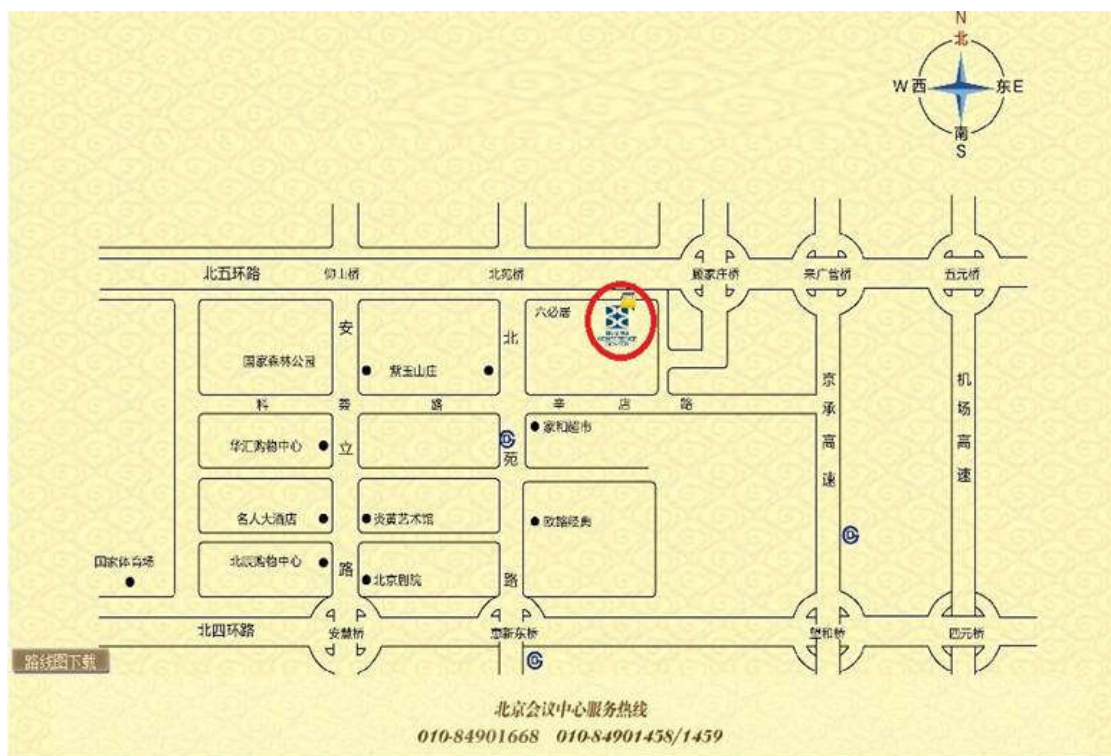 N
北
W 西 东 E
南
S
北五环路 仰山桥 北苑桥 顾家庄桥 来广营桥 五元桥
六必居
安 北
国家森林公园 紫玉山庄
京承高速
机场高速
科荟路 辛店路
家和超市
华汇购物中心 立 苑
名人大酒店 炎黄艺术馆 欧路经典
国家体育场 北辰购物中心 路 北京剧院 路
北四环路 安慧桥 惠新东桥 望和桥 四元桥
路线图下载
北京会议中心服务热线
010-84901668 010-84901458/1459